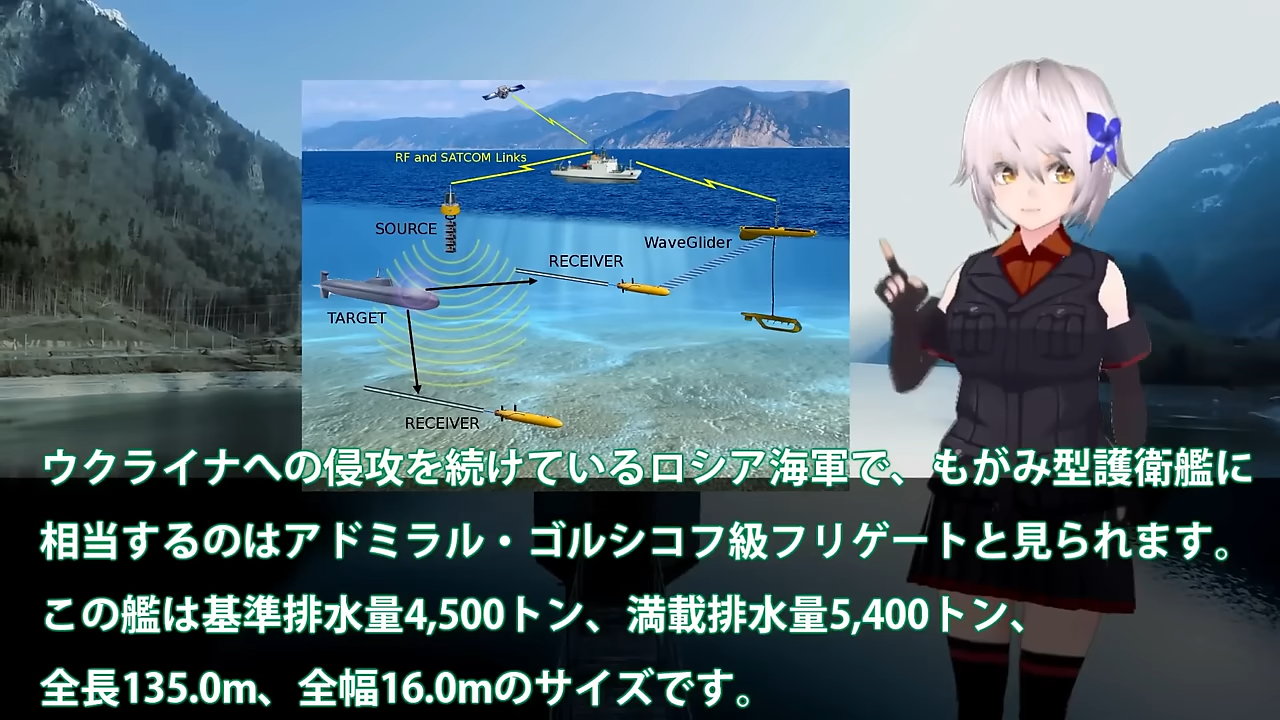 RF and SATCOM Links
SOURCE
WaveGlider
RECEIVER
TARGET
RECEIVER
ウクライナへの侵攻を続けているロシア海軍で、もがみ型護衛艦に
相当するのはアドミラル・ゴルシコフ級フリゲートと見られます。
この艦は基準排水量4,500トン、満載排水量5,400トン、
全長135.0m、全幅16.0mのサイズです。